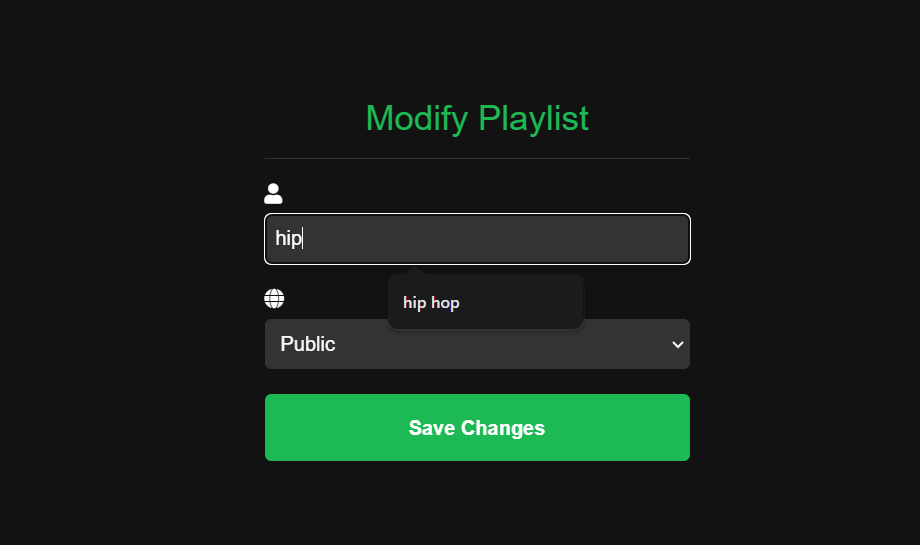 Modify Playlist
hip
hip hop
Public
Save Changes